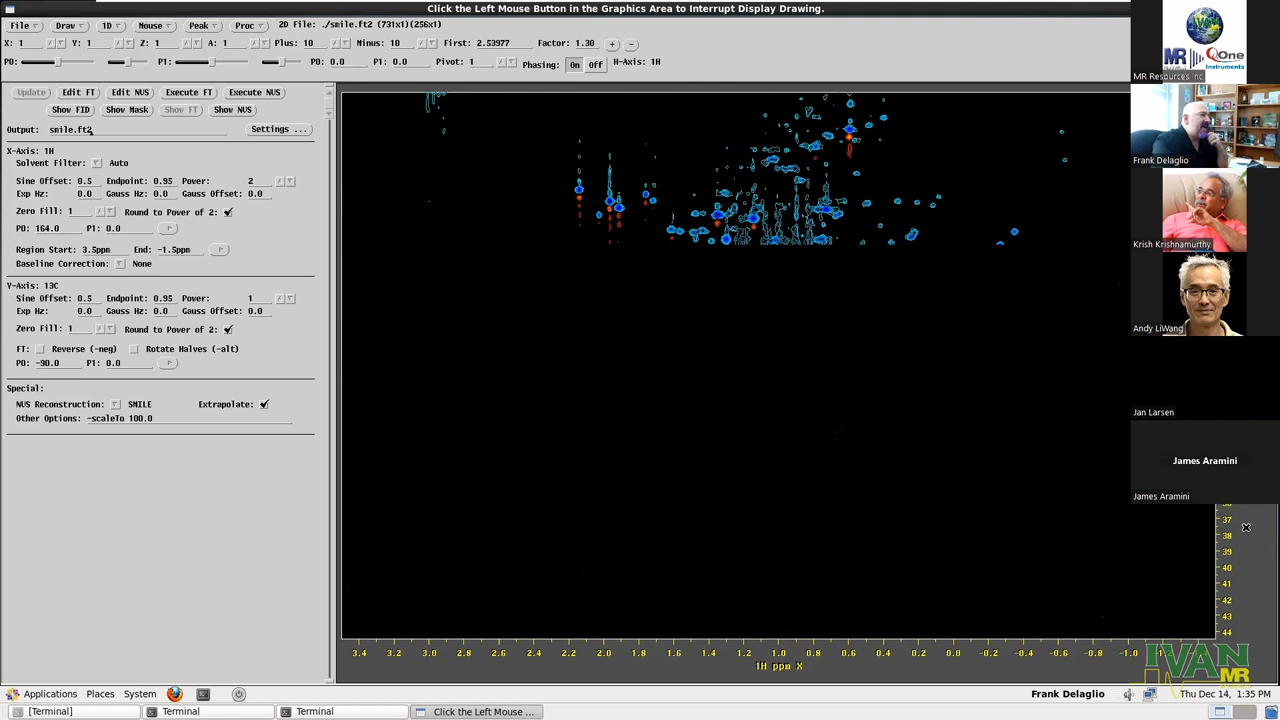 Click the Left Mouse Button in the Graphics Area to Interrupt Display Drawing.
File Draw 1D Mouse Peak Proc 2D File: ./smile.ft2 (731x1)(256x1)
X: 1 Y: 1 Z: 1 A: 1 Plus: 10 Minus: 10 First: 2.53977 Factor: 1.30 + -
P0: P1: P0: 0.0 P1: 0.0 Pivot: 1 Phasing: On Off H-Axis: 1H
Update Edit FT Edit NUS Execute FT Execute NUS
Show FID Show Mask Show FT Show NUS
Output: smile.ft2 Settings ...
X-Axis: 1H
Solvent Filter: Auto
Sine Offset: 0.5 Endpoint: 0.95 Power: 2
Exp Hz: 0.0 Gauss Hz: 0.0 Gauss Offset: 0.0
Zero Fill: 1 Round to Power of 2:
P0: 164.0 P1: 0.0
Region Start: 3.5ppm End: -1.5ppm
Baseline Correction: None
Y-Axis: 13C
Sine Offset: 0.5 Endpoint: 0.95 Power: 1
Exp Hz: 0.0 Gauss Hz: 0.0 Gauss Offset: 0.0
Zero Fill: 1 Round to Power of 2:
FT: Reverse (-neg) Rotate Halves (-alt)
P0: -90.0 P1: 0.0
Special:
NUS Reconstruction: SMILE Extrapolate:
Other Options: -scaleTo 100.0
MR QOne
Instruments
MR Resources Inc
Frank Delaglio
Krish Krishnamurthy
Andy LiWang
Jan Larsen
James Aramini
James Aramini
37
38
39
40
41
42
43
44
3.4 3.2 3.0 2.8 2.6 2.4 2.2 2.0 1.8 1.6 1.4 1.2 1.0 0.8 0.6 0.4 0.2 0.0 -0.2 -0.4 -0.6 -0.8 -1.0
1H ppm X
IVAN
MR
Applications Places System Frank Delaglio Thu Dec 14, 1:35 PM
[Terminal] Terminal Terminal Click the Left Mouse ...